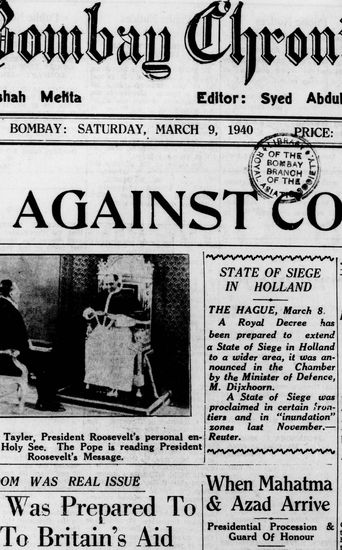 Bombay Chroni
shah Mehta
Editor: Syed Abdul
BOMBAY: SATURDAY, MARCH 9, 1940
PRICE:
LIBRARY
OF THE
BOMBAY
BRANCH
OF THE
ROYAL
AGAINST CO
STATE OF SIEGE
IN HOLLAND
THE HAGUE, March 8.
A Royal Decree has
been prepared to extend
a State of Siege in Holland
to a wider area, it was an-
nounced in the Chamber
by the Minister of Defence,
M. Dijxhoorn.
A State of Siege was
proclaimed in certain fron-
tiers and in "inundation"
zones last November.—
Reuter.
Tayler, President Roosevelt's personal en-
Holy See. The Pope is reading President
Roosevelt's Message.
OM WAS REAL ISSUE
Was Prepared To
To Britain's Aid
When Mahatma
& Azad Arrive
Presidential Procession &
Guard Of Honour